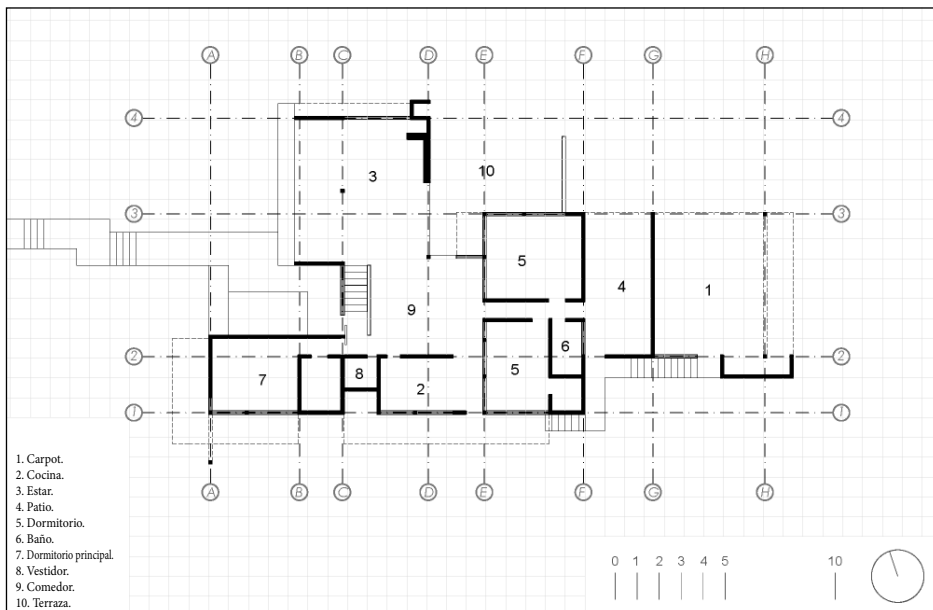 A B C D E F G H
4 4
3 10
3 3
5 4 1
9
2 2
7 8 2 5 6
1 1
A B C D E F G H
1. Carpot.
2. Cocina.
3. Estar.
4. Patio.
5. Dormitorio.
6. Baño.
7. Dormitorio principal.
8. Vestidor.
9. Comedor.
10. Terraza.
0 1 2 3 4 5 10